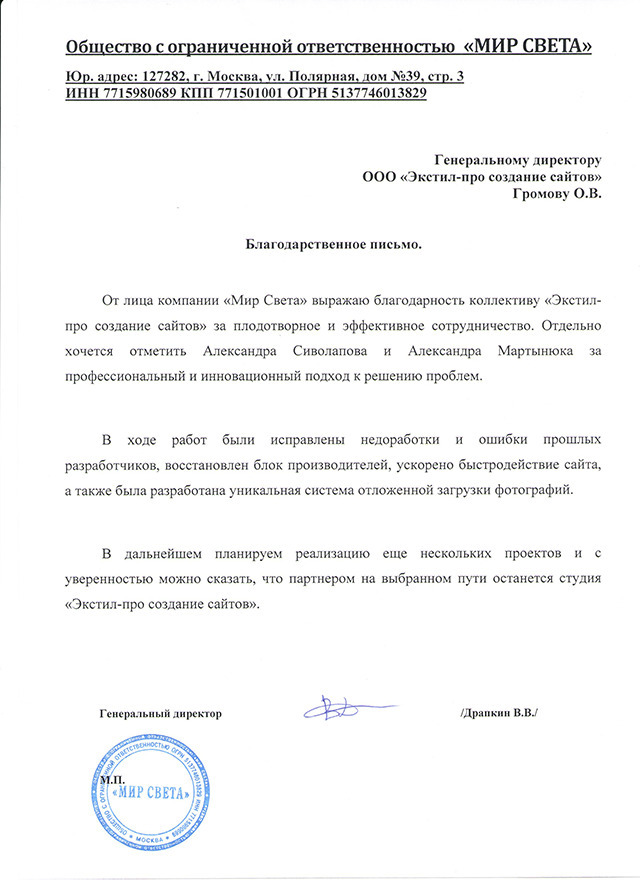 Общество с ограниченной ответственностью «МИР СВЕТА»
Юр. адрес: 127282, г. Москва, ул. Полярная, дом №39, стр. 3
ИНН 7715980689 КПП 771501001 ОГРН 5137746013829
Генеральному директору
ООО «Экстил-про создание сайтов»
Громову О.В.
Благодарственное письмо.
От лица компании «Мир Света» выражаю благодарность коллективу «Экстил-
про создание сайтов» за плодотворное и эффективное сотрудничество. Отдельно
хочется отметить Александра Сиволапова и Александра Мартынюка за
профессиональный и инновационный подход к решению проблем.
В ходе работ были исправлены недоработки и ошибки прошлых
разработчиков, восстановлен блок производителей, ускорено быстродействие сайта,
а также была разработана уникальная система отложенной загрузки фотографий.
В дальнейшем планируем реализацию еще нескольких проектов и с
уверенностью можно сказать, что партнером на выбранном пути останется студия
«Экстил-про создание сайтов».
Генеральный директор /Драпкин В.В./
М.П.
ОБЩЕСТВО С ОГРАНИЧЕННОЙ ОТВЕТСТВЕННОСТЬЮ ОГРН 5137746013829 ИНН 7715980689
«МИР СВЕТА»
МОСКВА